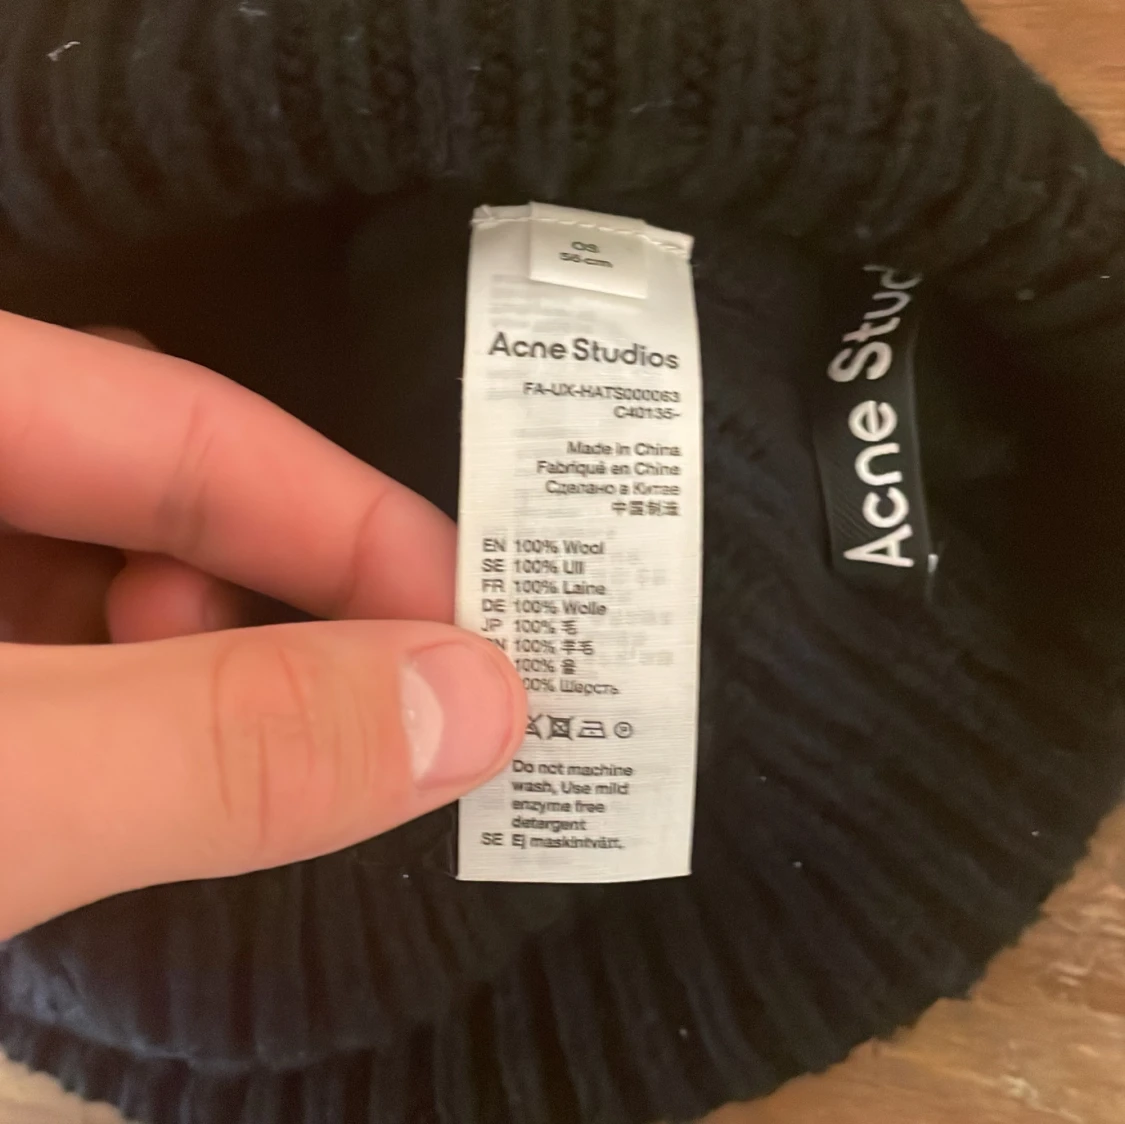 OS
56 cm
Acne Studios
FA-UX-HATS000063
C40135-
Made in China
Fabriqué en Chine
Сделано в Китае
中国制造
EN 100% Wool
SE 100% Ull
FR 100% Laine
DE 100% Wolle
JP 100% 毛
N 100% 羊毛
100% 울
00% Шерсть
Do not machine
wash, Use mild
enzyme free
detergent
SE Ej maskintvätt,
Acne Stud